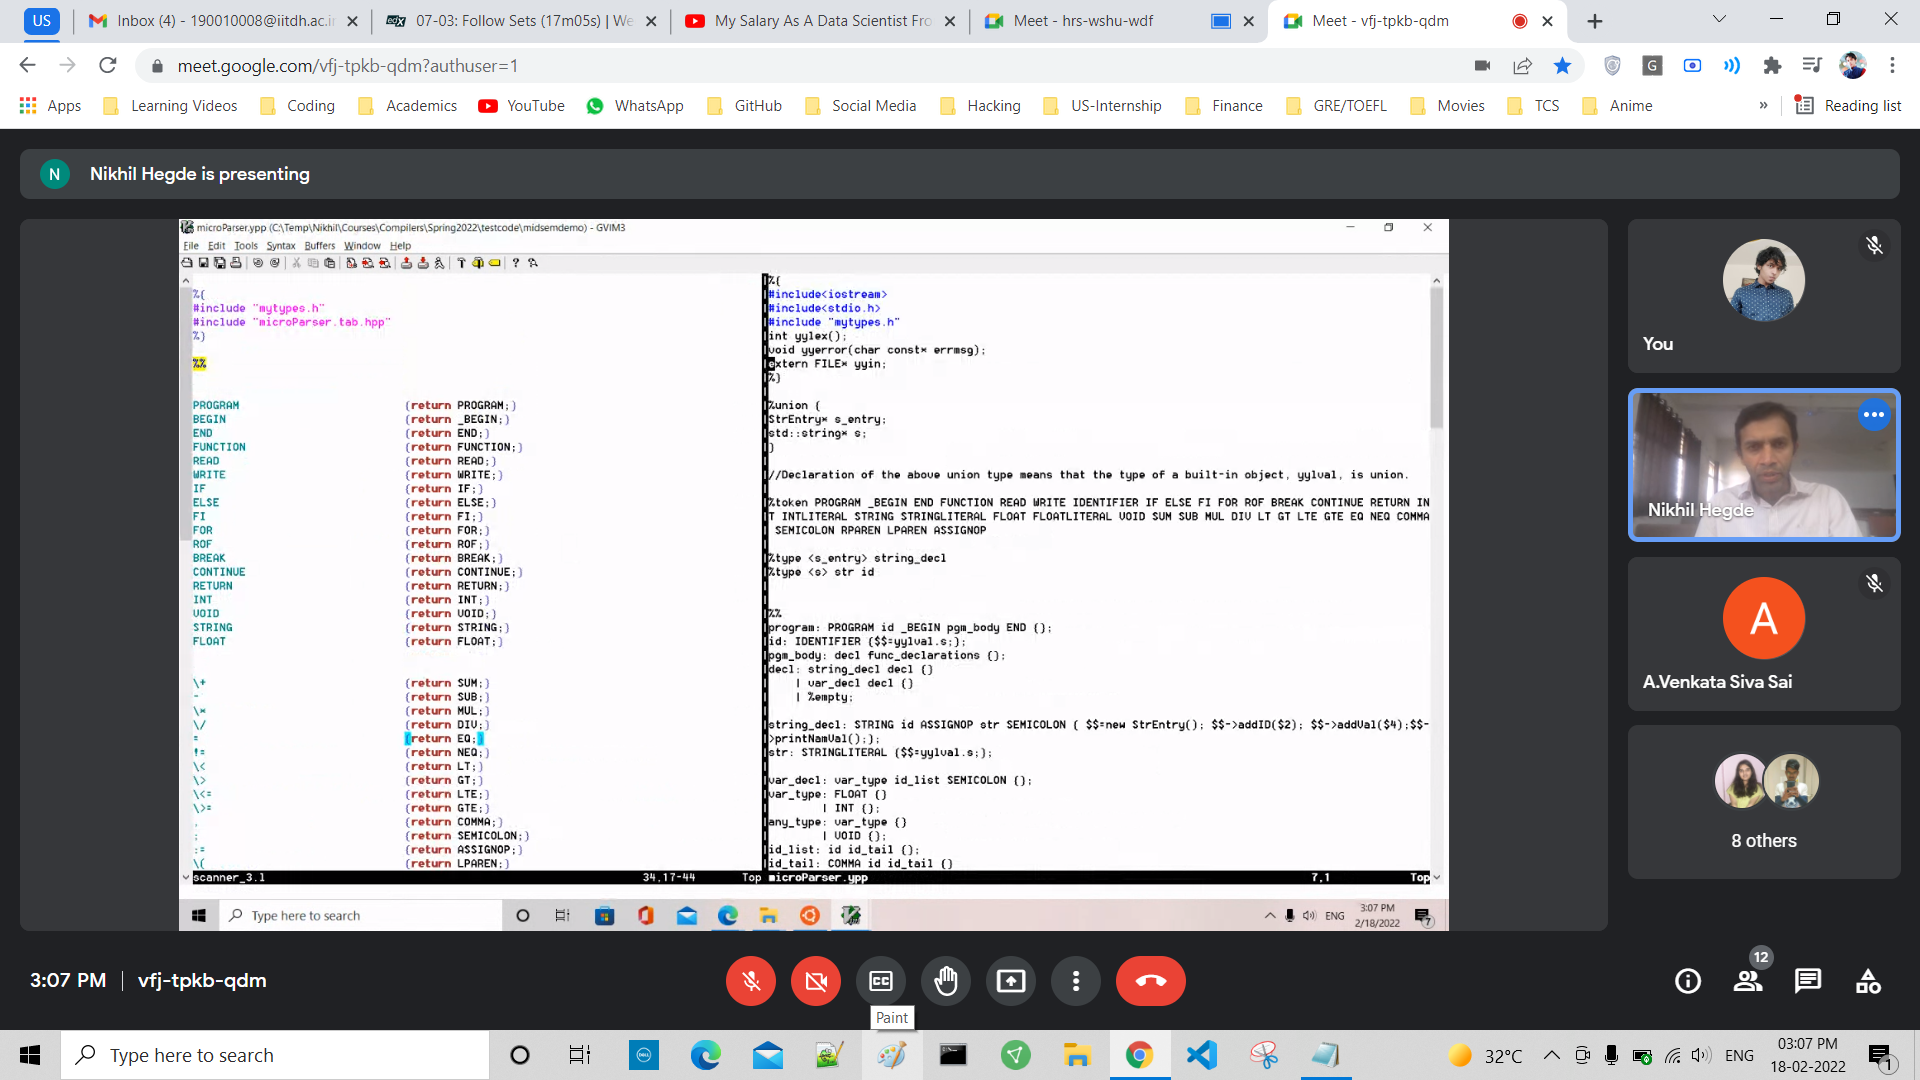 US
Inbox (4) - 190010008@iitdh.ac.i
edX
07-03: Follow Sets (17m05s) | We
My Salary As A Data Scientist Fro
Meet - hrs-wshu-wdf
Meet - vfj-tpkb-qdm
meet.google.com/vfj-tpkb-qdm?authuser=1
Apps
Learning Videos
Coding
Academics
YouTube
WhatsApp
GitHub
Social Media
Hacking
US-Internship
Finance
GRE/TOEFL
Movies
TCS
Anime
»
Reading list
N
Nikhil Hegde is presenting
microParser.ypp (C:\Temp\Nikhil\Courses\Compilers\Spring2022\testcode\midsemdemo) - GVIM3
File Edit Tools Syntax Buffers Window Help
%{
#include "mytypes.h"
#include "microParser.tab.hpp"
%}
%%
PROGRAM {return PROGRAM;}
BEGIN {return _BEGIN;}
END {return END;}
FUNCTION {return FUNCTION;}
READ {return READ;}
WRITE {return WRITE;}
IF {return IF;}
ELSE {return ELSE;}
FI {return FI;}
FOR {return FOR;}
ROF {return ROF;}
BREAK {return BREAK;}
CONTINUE {return CONTINUE;}
RETURN {return RETURN;}
INT {return INT;}
VOID {return VOID;}
STRING {return STRING;}
FLOAT {return FLOAT;}
\+ {return SUM;}
- {return SUB;}
\* {return MUL;}
\/ {return DIV;}
= {return EQ;}
!= {return NEQ;}
\< {return LT;}
\> {return GT;}
\<= {return LTE;}
\>= {return GTE;}
, {return COMMA;}
; {return SEMICOLON;}
:= {return ASSIGNOP;}
\( {return LPAREN;}
scanner_3.l 34,17-44 Top
%{
#include<iostream>
#include<stdio.h>
#include "mytypes.h"
int yylex();
void yyerror(char const* errmsg);
extern FILE* yyin;
%}
%union {
StrEntry* s_entry;
std::string* s;
}
//Declaration of the above union type means that the type of a built-in object, yylval, is union.
%token PROGRAM _BEGIN END FUNCTION READ WRITE IDENTIFIER IF ELSE FI FOR ROF BREAK CONTINUE RETURN IN
T INTLITERAL STRING STRINGLITERAL FLOAT FLOATLITERAL VOID SUM SUB MUL DIV LT GT LTE GTE EQ NEQ COMMA
SEMICOLON RPAREN LPAREN ASSIGNOP
%type <s_entry> string_decl
%type <s> str id
%%
program: PROGRAM id _BEGIN pgm_body END {};
id: IDENTIFIER {$$=yylval.s;};
pgm_body: decl func_declarations {};
decl: string_decl decl {}
| var_decl decl {}
| %empty;
string_decl: STRING id ASSIGNOP str SEMICOLON { $$=new StrEntry(); $$->addID($2); $$->addVal($4);$$-
>printNamVal();};
str: STRINGLITERAL {$$=yylval.s;};
var_decl: var_type id_list SEMICOLON {};
var_type: FLOAT {}
| INT {};
any_type: var_type {}
| VOID {};
id_list: id id_tail {};
id_tail: COMMA id id_tail {}
microParser.ypp 7,1 Top
Type here to search
ENG
3:07 PM
2/18/2022
7
You
Nikhil Hegde
A
A.Venkata Siva Sai
8 others
3:07 PM
vfj-tpkb-qdm
12
Paint
Type here to search
DELL
32°C
ENG
03:07 PM
18-02-2022
1